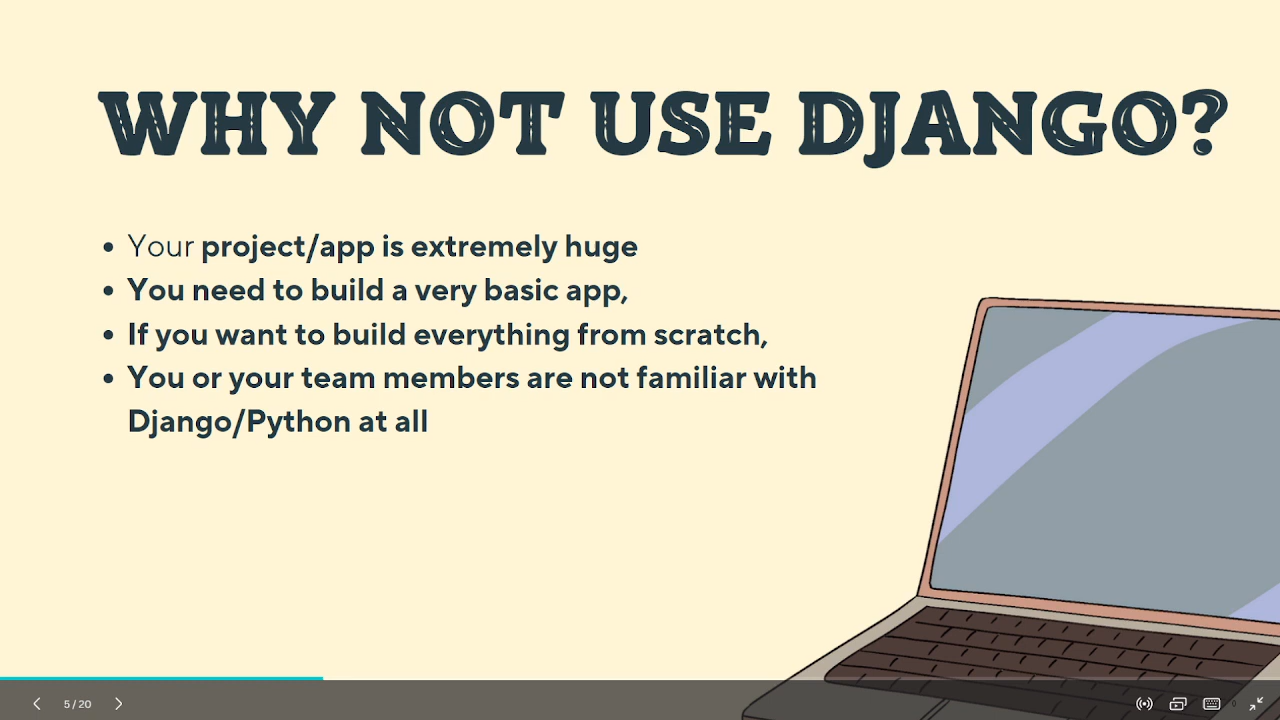 WHY NOT USE DJANGO?
• Your project/app is extremely huge
• You need to build a very basic app,
• If you want to build everything from scratch,
• You or your team members are not familiar with
Django/Python at all
5 / 20